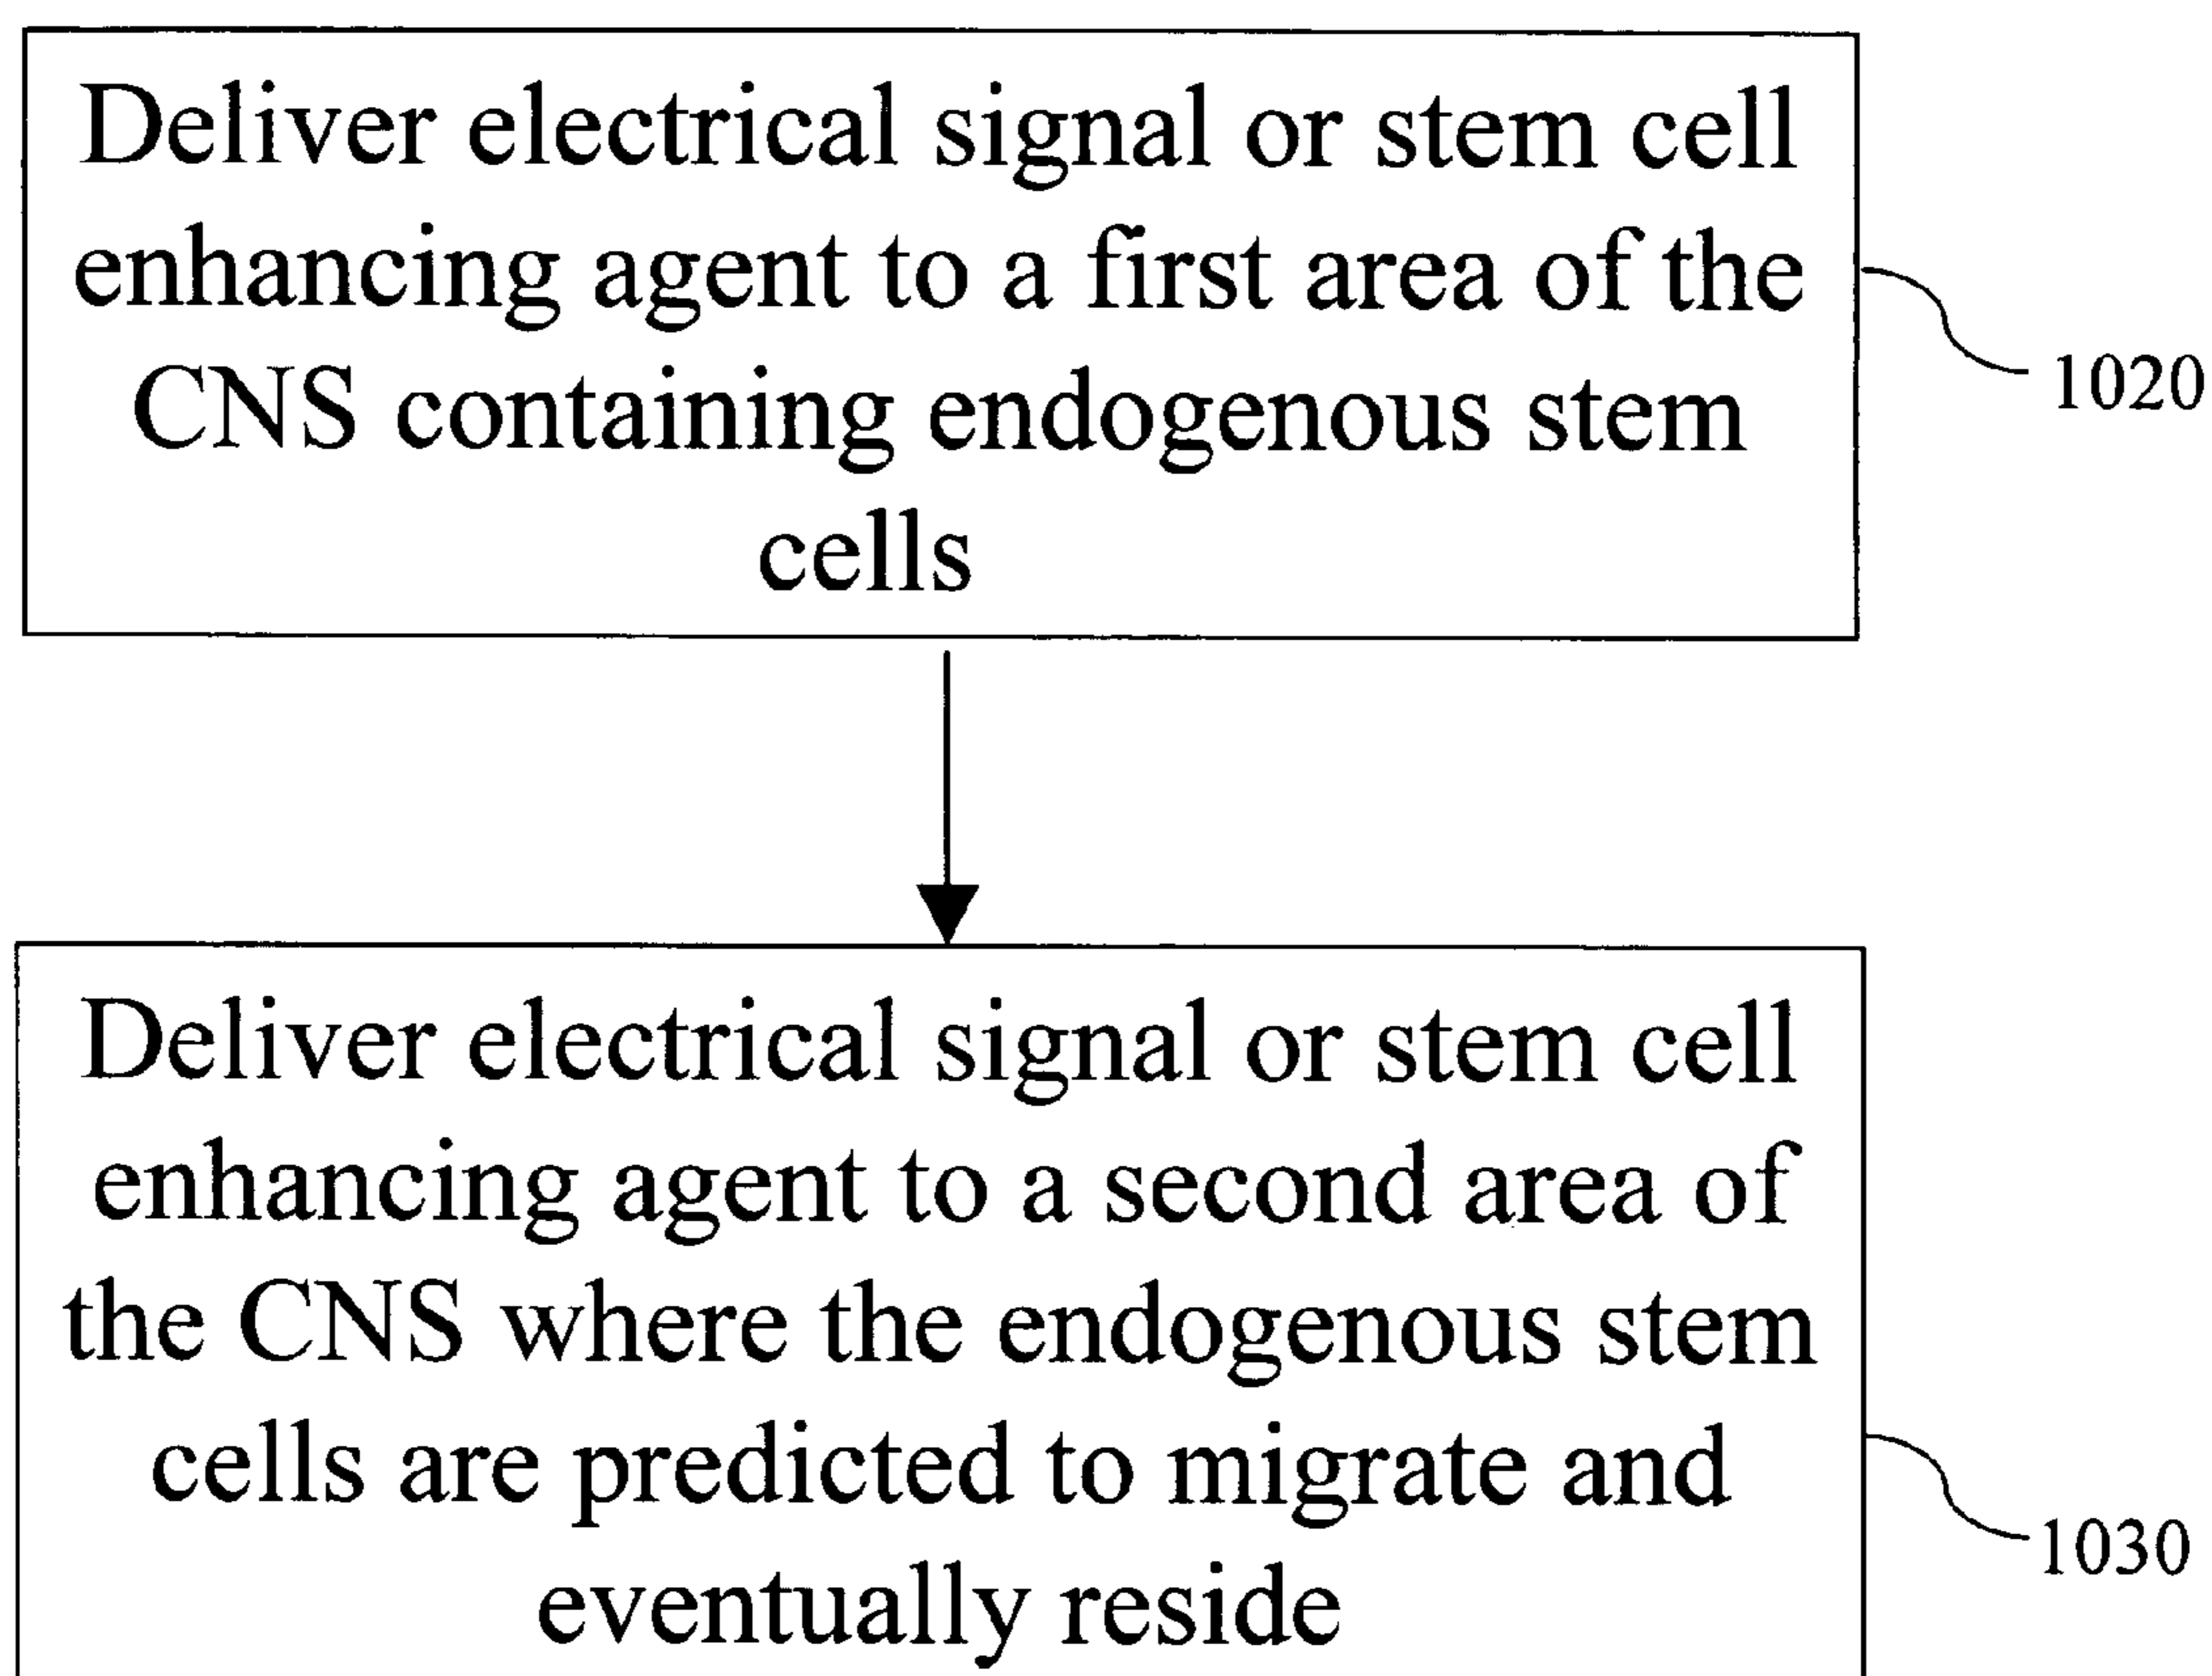 Deliver electrical signal or stem cell
enhancing agent to a first area of the
CNS containing endogenous stem
cells
1020
Deliver electrical signal or stem cell
enhancing agent to a second area of
the CNS where the endogenous stem
cells are predicted to migrate and
eventually reside
1030